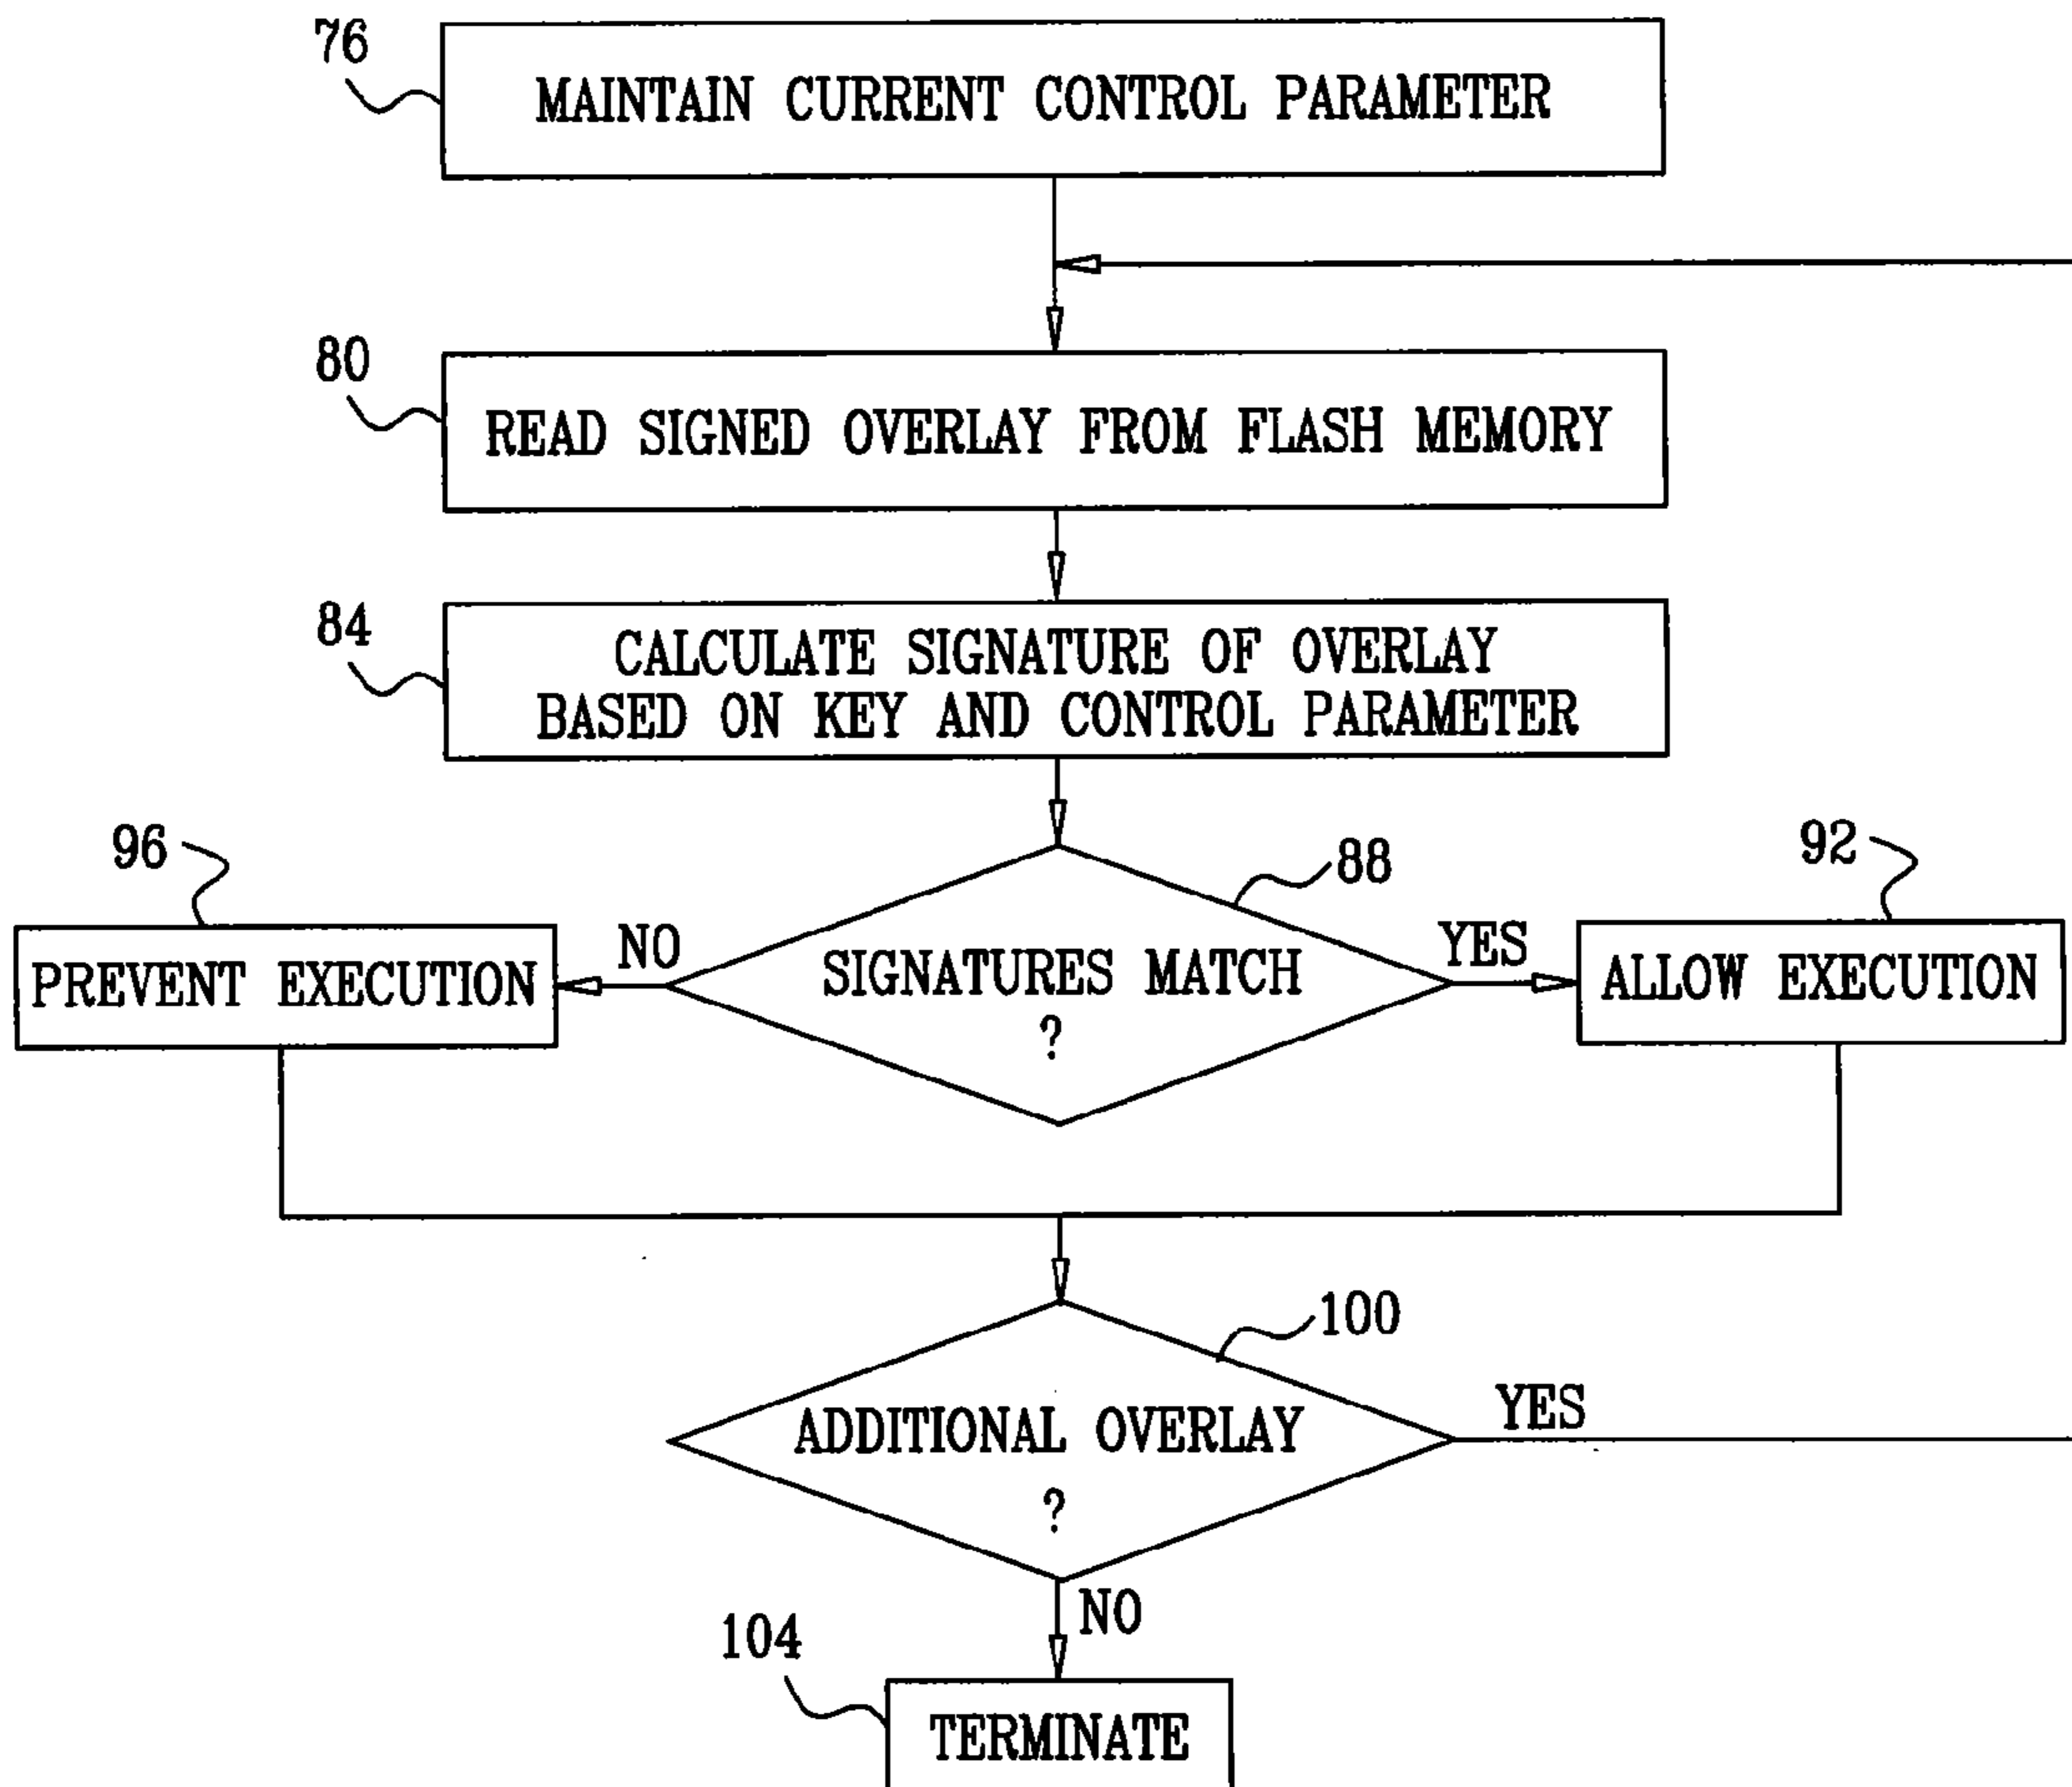 76
MAINTAIN CURRENT CONTROL PARAMETER
80
READ SIGNED OVERLAY FROM FLASH MEMORY
84
CALCULATE SIGNATURE OF OVERLAY
BASED ON KEY AND CONTROL PARAMETER
96
88
92
PREVENT EXECUTION
NO
SIGNATURES MATCH
?
YES
ALLOW EXECUTION
100
ADDITIONAL OVERLAY
?
YES
NO
104
TERMINATE